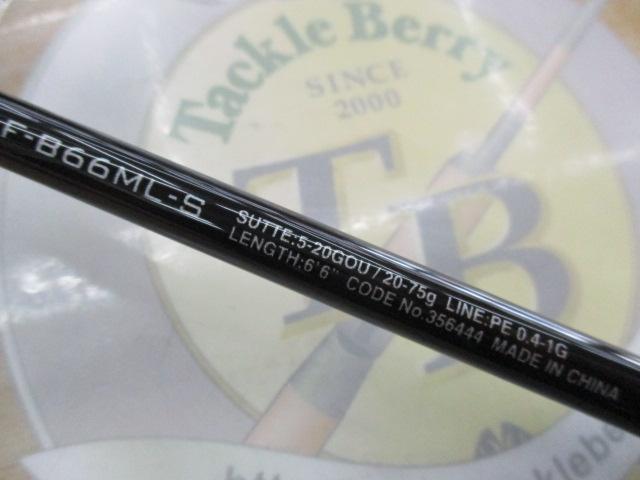 Tackle Berry
SINCE
2000
TB
F-B66ML-S
SUTTE:5-20GOU / 20-75g LINE:PE 0.4-1G
LENGTH:6'6" CODE No.356444 MADE IN CHINA